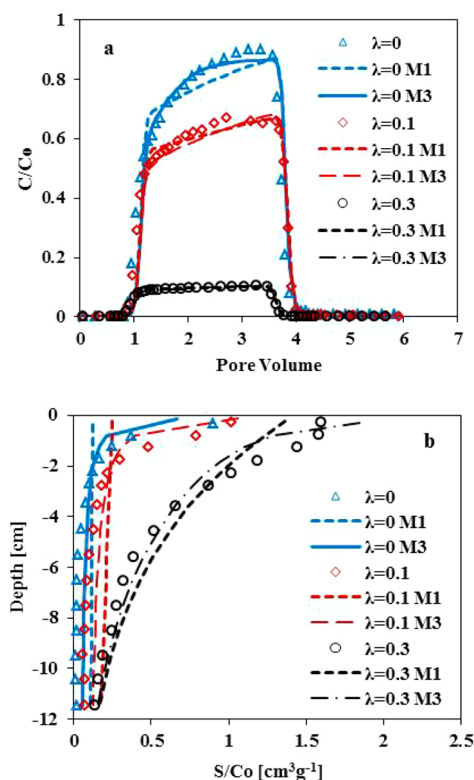 a
1
0.8
0.6
0.4
0.2
0
C/Co
0 1 2 3 4 5 6 7
Pore Volume
λ=0
λ=0 M1
λ=0 M3
λ=0.1
λ=0.1 M1
λ=0.1 M3
λ=0.3
λ=0.3 M1
λ=0.3 M3
b
0
-2
-4
-6
-8
-10
-12
Depth [cm]
0 0.5 1 1.5 2 2.5
S/Co [cm³g⁻¹]
λ=0
λ=0 M1
λ=0 M3
λ=0.1
λ=0.1 M1
λ=0.1 M3
λ=0.3
λ=0.3 M1
λ=0.3 M3